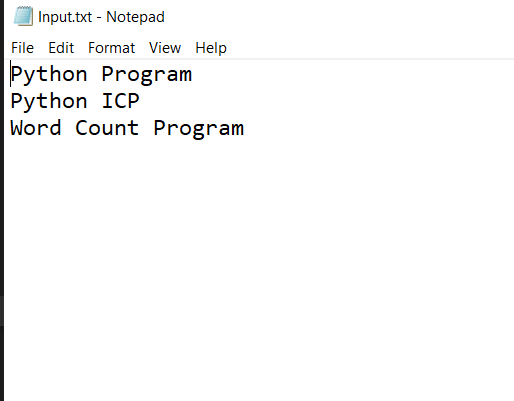 Input.txt - Notepad
File Edit Format View Help
Python Program
Python ICP
Word Count Program